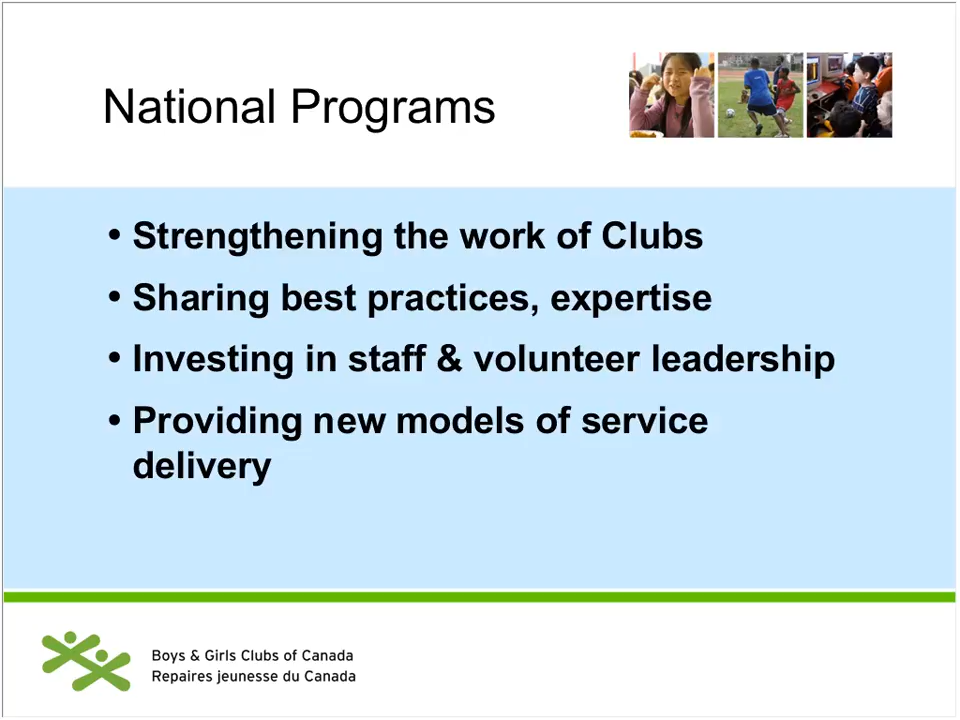 National Programs
• Strengthening the work of Clubs
• Sharing best practices, expertise
• Investing in staff & volunteer leadership
• Providing new models of service
delivery
Boys & Girls Clubs of Canada
Repaires jeunesse du Canada